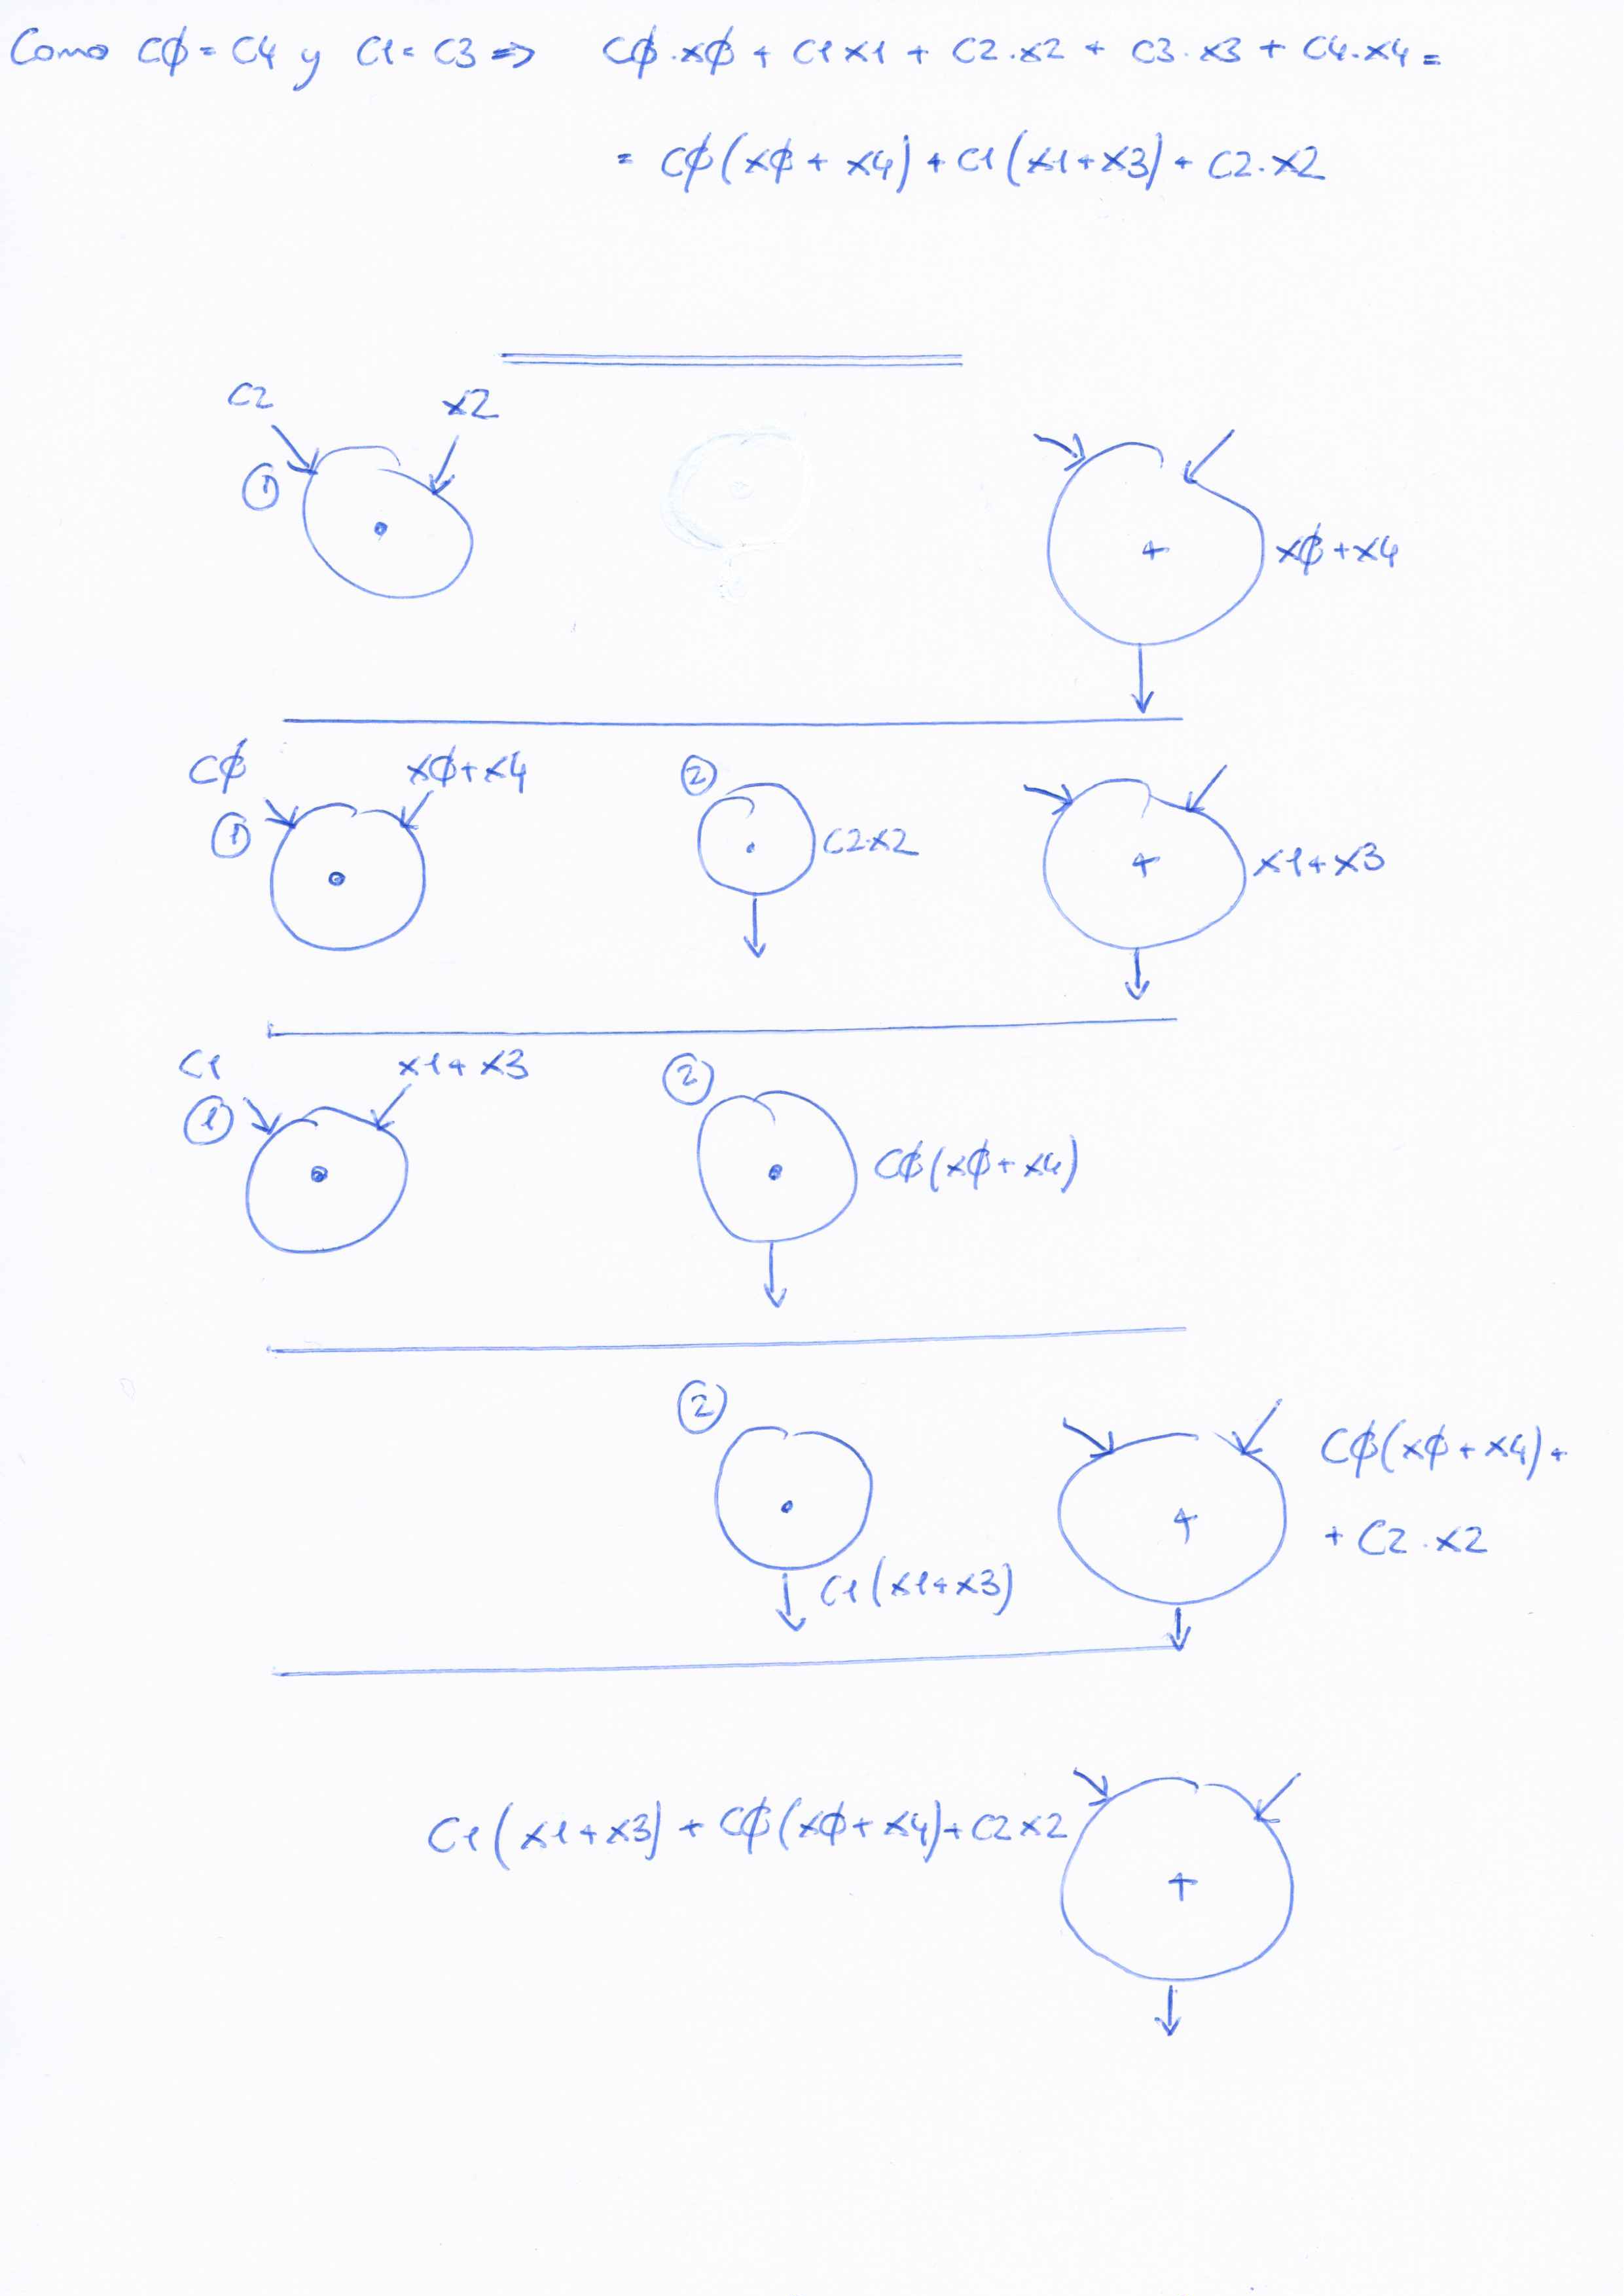 Como Cϕ = C4 y C1 = C3 ⇒ Cϕ.xϕ + C1x1 + C2.x2 + C3.x3 + C4.x4 =
= Cϕ(xϕ + x4) + C1(x1+x3) + C2.x2
C2 x2
1
+ xϕ+x4
Cϕ xϕ+x4
1
2
C2.x2
+ x1+x3
C1 x1+x3
1
2
Cϕ(xϕ+x4)
2
C1(x1+x3)
+
Cϕ(xϕ+x4)+
+ C2.x2
C1(x1+x3) + Cϕ(xϕ+x4)+C2x2
+